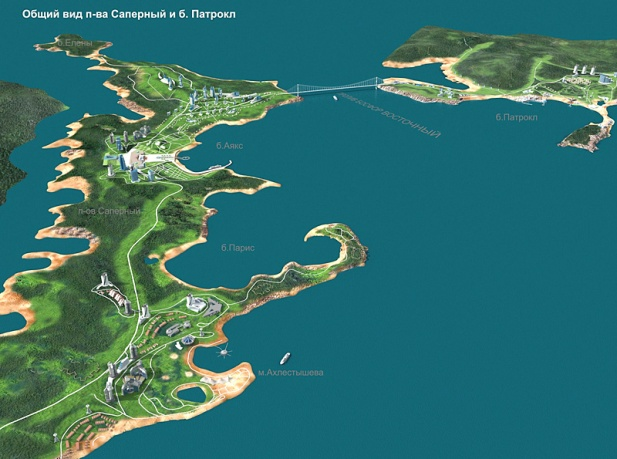 Общий вид п-ва Саперный и б. Патрокл
б.Елены
пролив БОСФОР ВОСТОЧНЫЙ
б.Патрокл
б.Аякс
п-ов Саперный
б.Парис
м.Ахлестышева